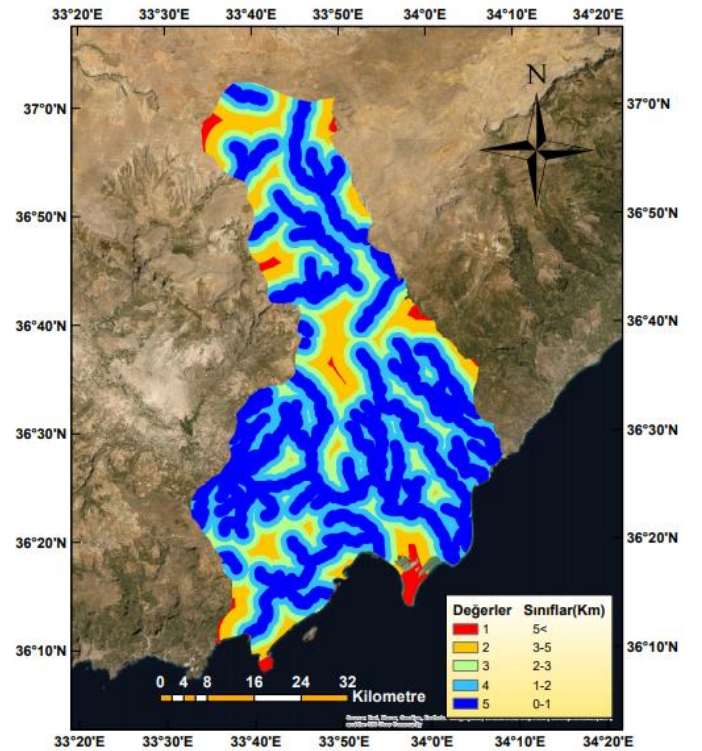 33°20'E 33°30'E 33°40'E 33°50'E 34°0'E 34°10'E 34°20'E
N
37°0'N 37°0'N
36°50'N 36°50'N
36°40'N 36°40'N
36°30'N 36°30'N
36°20'N 36°20'N
36°10'N 36°10'N
Değerler Sınıflar(Km)
1 5<
2 3-5
3 2-3
4 1-2
5 0-1
0 4 8 16 24 32
Kilometre
33°20'E 33°30'E 33°40'E 33°50'E 34°0'E 34°10'E 34°20'E